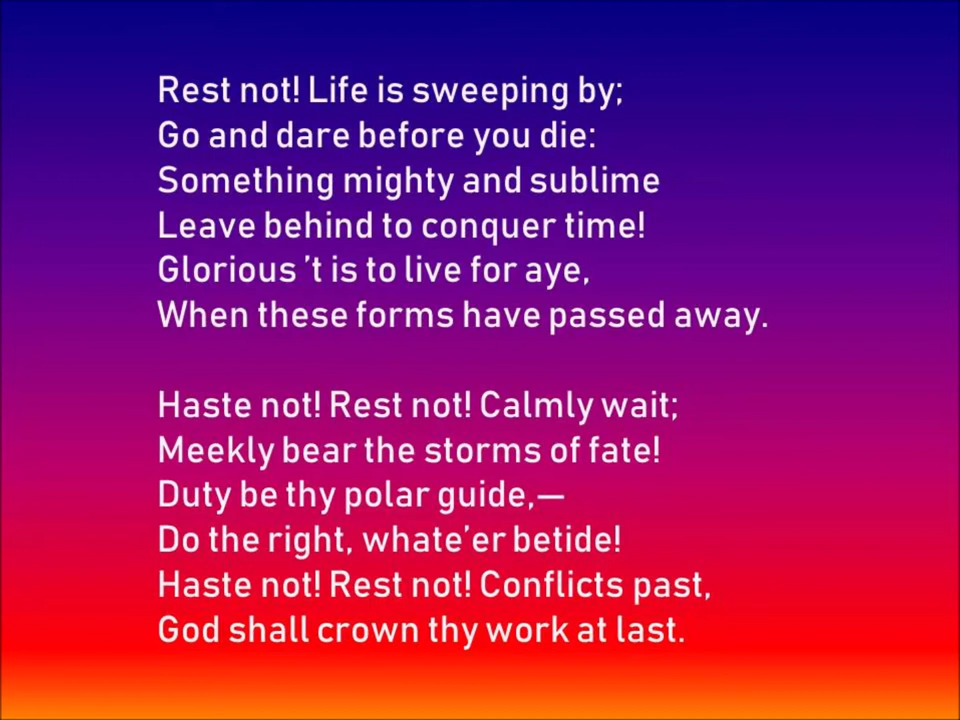 Rest not! Life is sweeping by;
Go and dare before you die:
Something mighty and sublime
Leave behind to conquer time!
Glorious ’t is to live for aye,
When these forms have passed away.
Haste not! Rest not! Calmly wait;
Meekly bear the storms of fate!
Duty be thy polar guide,—
Do the right, whate’er betide!
Haste not! Rest not! Conflicts past,
God shall crown thy work at last.